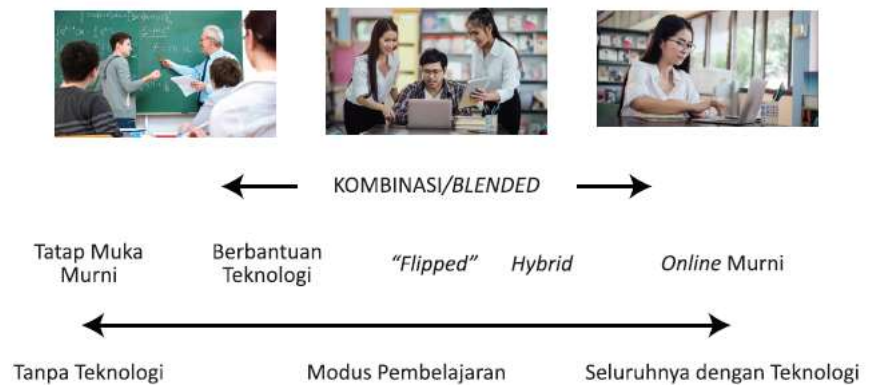 KOMBINASI/BLENDED
Tatap Muka
Murni
Berbantuan
Teknologi
“Flipped”
Hybrid
Online Murni
Tanpa Teknologi
Modus Pembelajaran
Seluruhnya dengan Teknologi